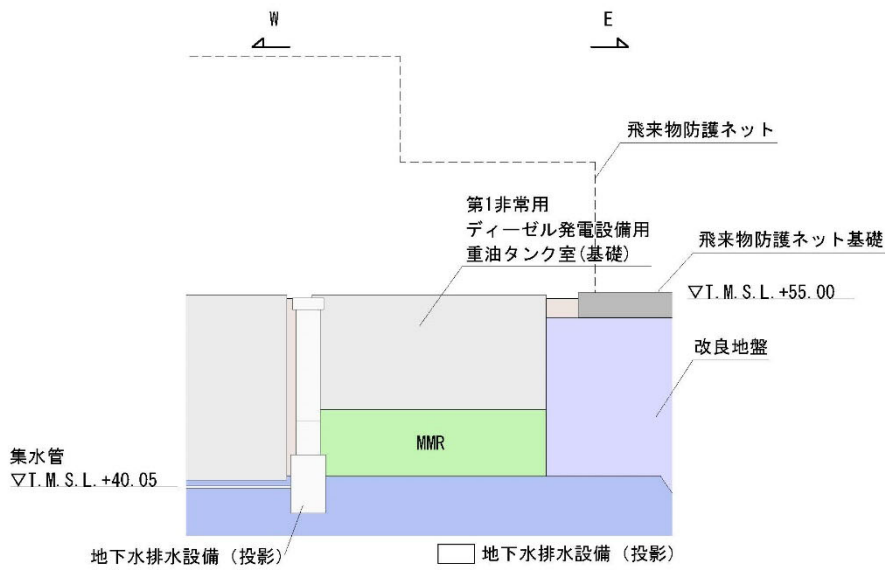 W
E
飛来物防護ネット
第1非常用
ディーゼル発電設備用
重油タンク室(基礎)
飛来物防護ネット基礎
▽T.M.S.L.+55.00
改良地盤
MMR
集水管
▽T.M.S.L.+40.05
地下水排水設備（投影）
地下水排水設備（投影）